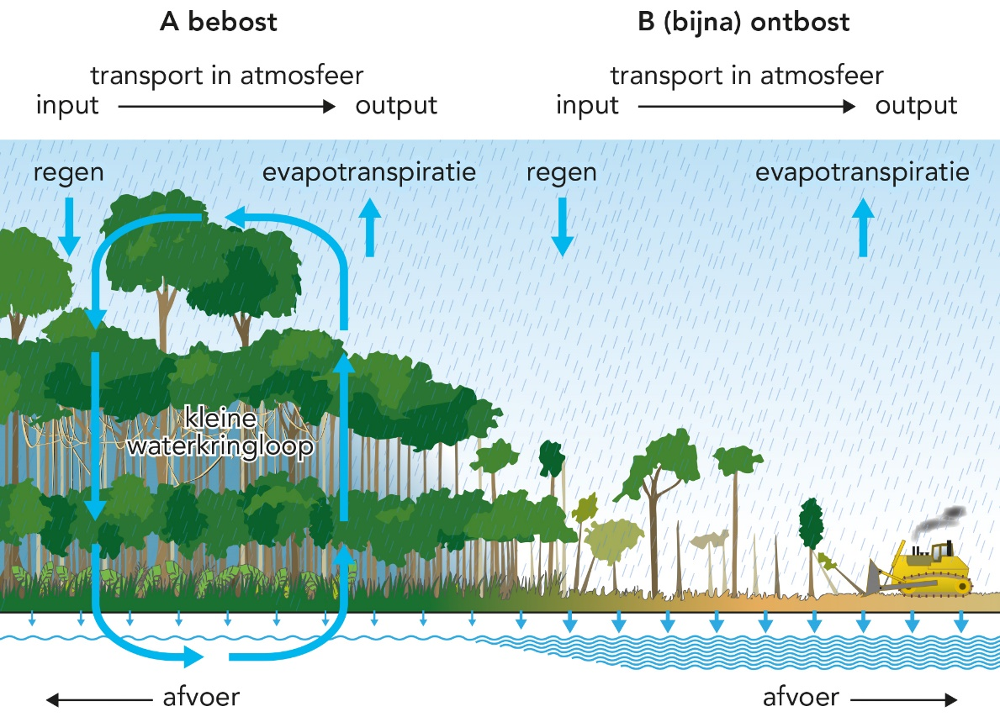 A bebost
transport in atmosfeer
input output
regen
evapotranspiratie
kleine
waterkringloop
afvoer
B (bijna) ontbost
transport in atmosfeer
input output
regen
evapotranspiratie
afvoer